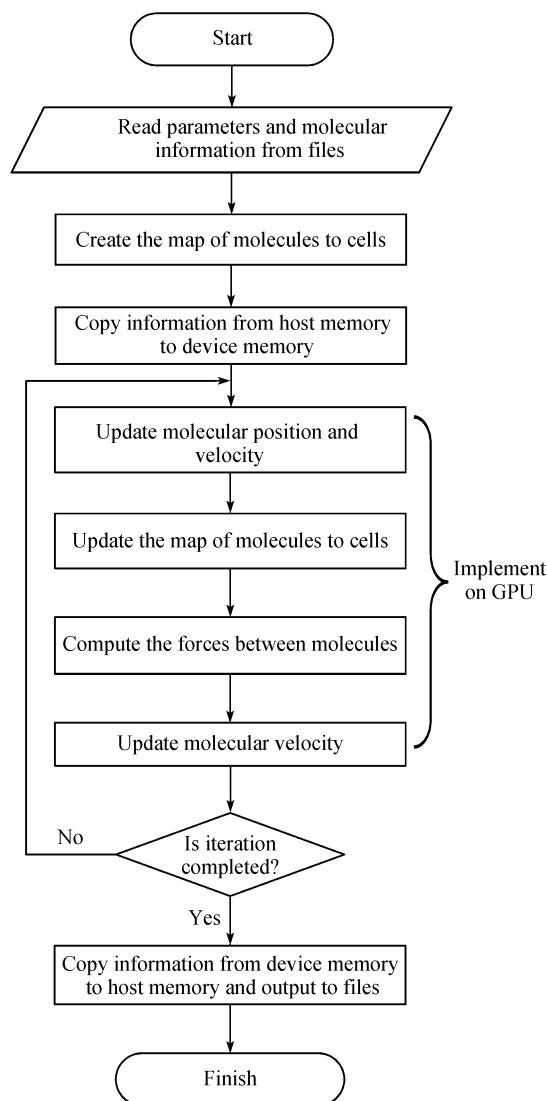 Start
Read parameters and molecular
information from files
Create the map of molecules to cells
Copy information from host memory
to device memory
Update molecular position and
velocity
Update the map of molecules to cells
Implement
on GPU
Compute the forces between molecules
Update molecular velocity
No
Is iteration
completed?
Yes
Copy information from device memory
to host memory and output to files
Finish